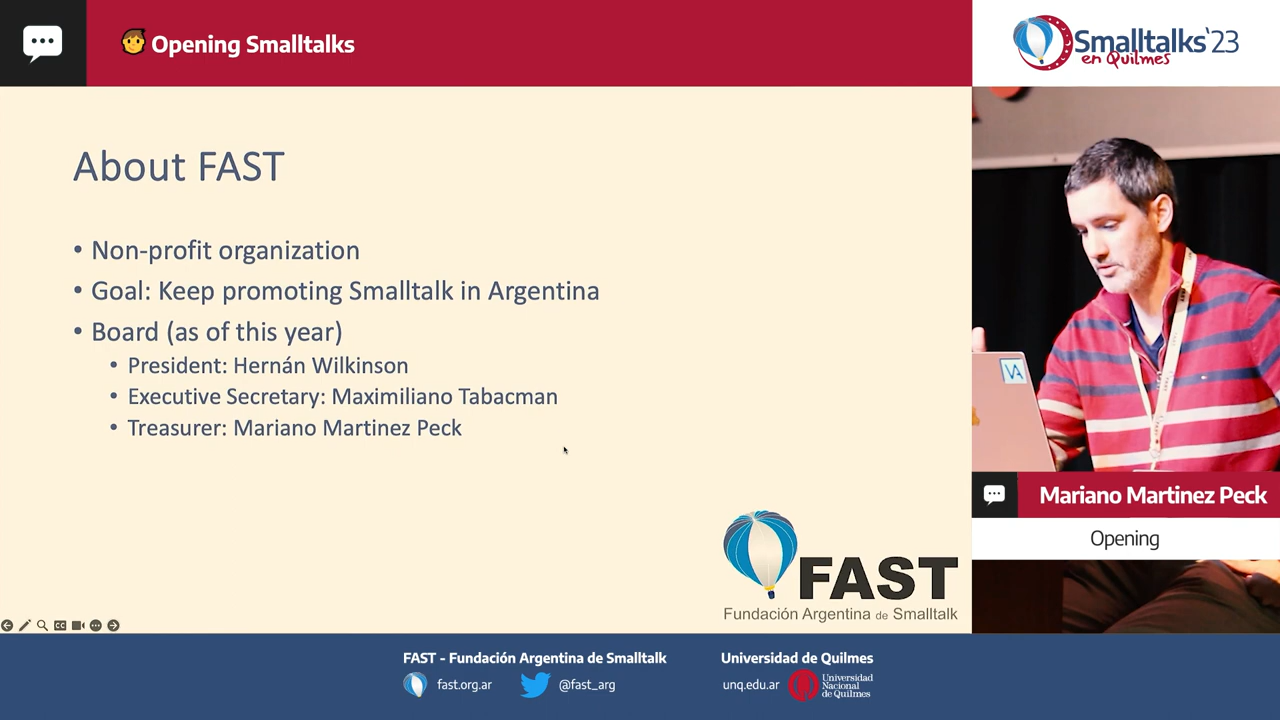 Opening Smalltalks
Smalltalks'23
en Quilmes
About FAST
• Non-profit organization
• Goal: Keep promoting Smalltalk in Argentina
• Board (as of this year)
• President: Hernán Wilkinson
• Executive Secretary: Maximiliano Tabacman
• Treasurer: Mariano Martinez Peck
FAST
Fundación Argentina de Smalltalk
VA
Mariano Martinez Peck
Opening
CC
FAST - Fundación Argentina de Smalltalk
fast.org.ar
@fast_arg
Universidad de Quilmes
unq.edu.ar
Universidad
Nacional
de Quilmes